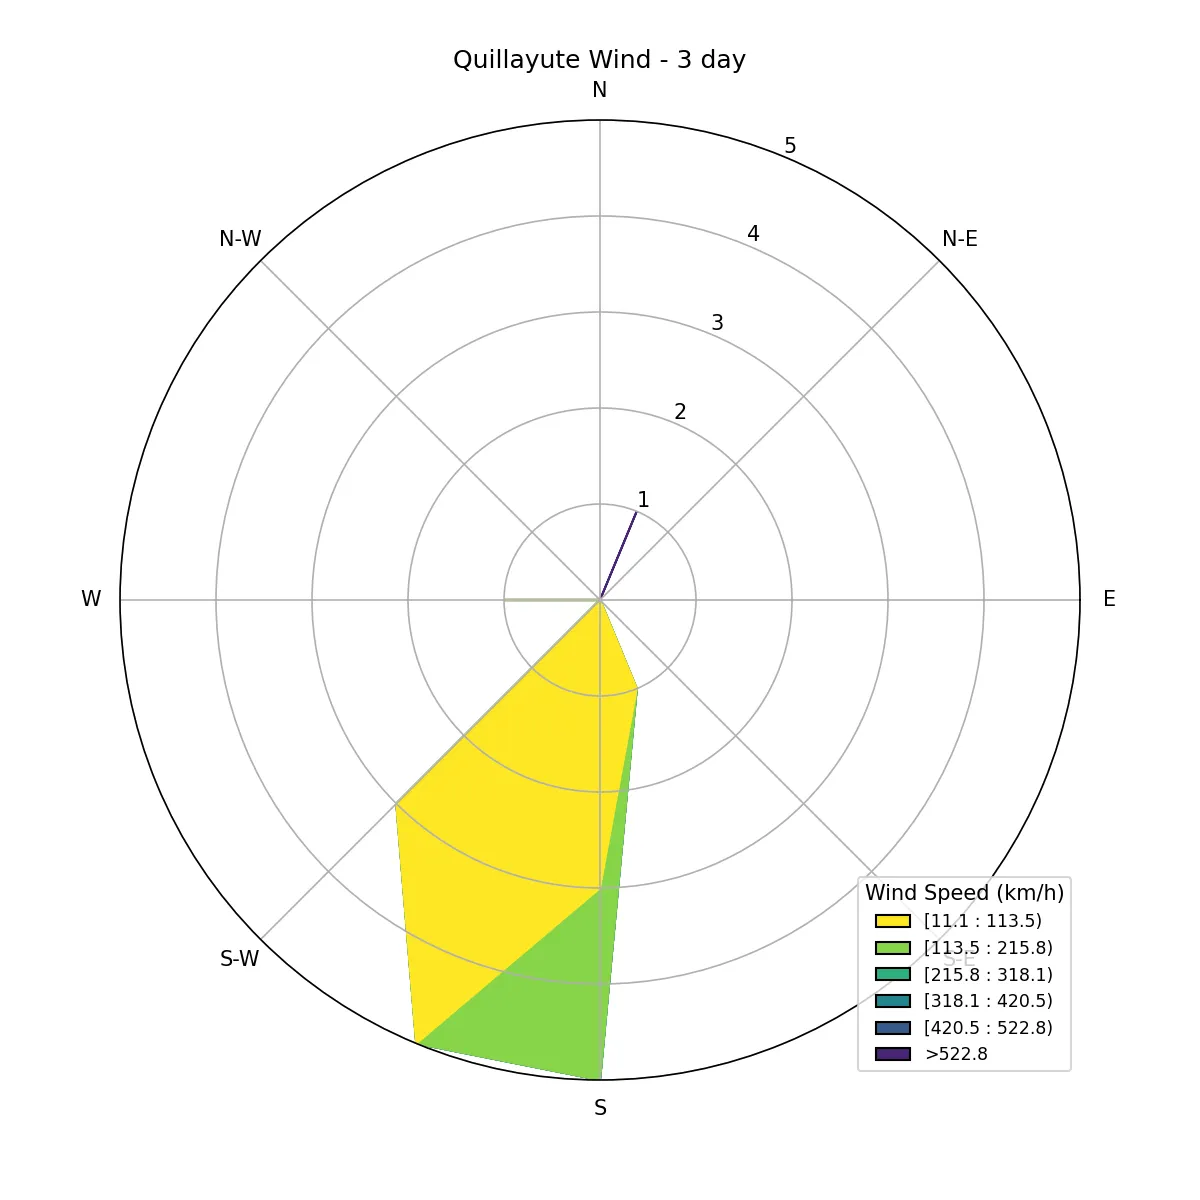 Quillayute Wind - 3 day
N
5
N-W
4
N-E
3
2
1
W
E
Wind Speed (km/h)
[11.1 : 113.5)
[113.5 : 215.8)
S-W
S-E
[215.8 : 318.1)
[318.1 : 420.5)
[420.5 : 522.8)
>522.8
S